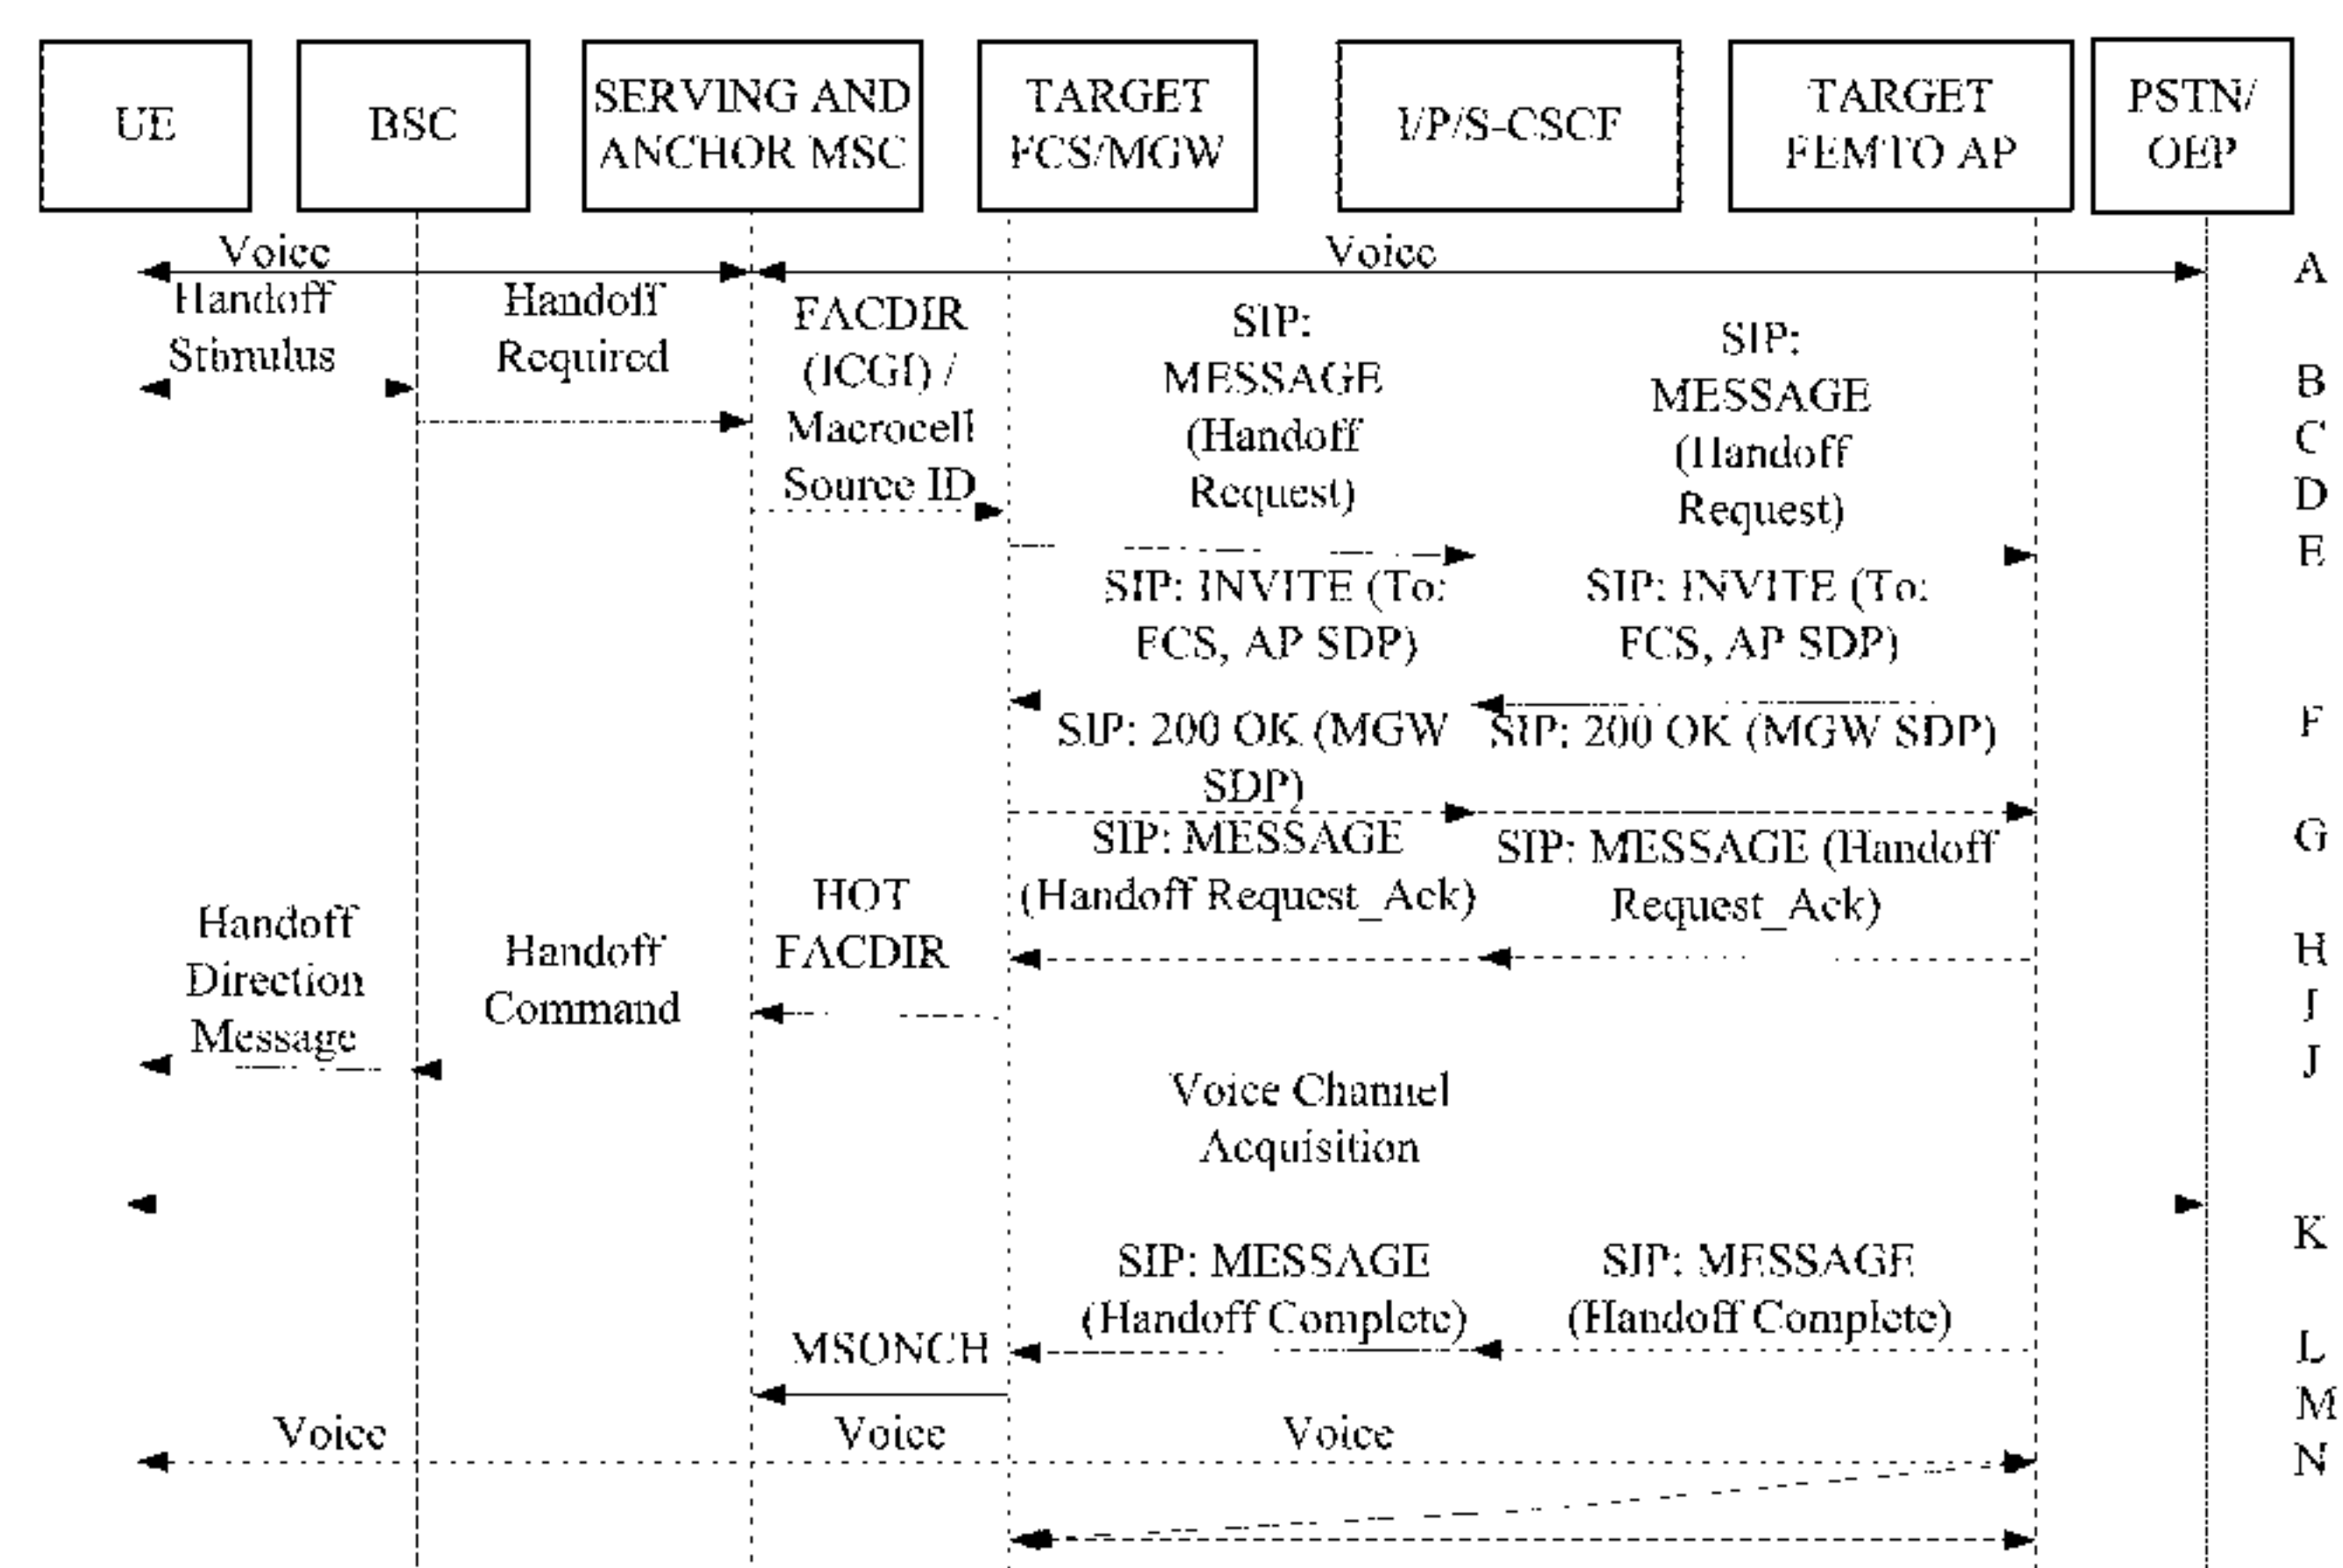 UE
BSC
SERVING AND
ANCHOR MSC
TARGET
FCS/MGW
I/P/S-CSCF
TARGET
FEMTO AP
PSTN/
OEP
Voice
Voice
A
Handoff
Stimulus
Handoff
Required
FACDIR
(ICGI) /
Macrocell
Source ID
SIP:
MESSAGE
(Handoff
Request)
SIP:
MESSAGE
(Handoff
Request)
B
C
D
E
SIP: INVITE (To:
FCS, AP SDP)
SIP: INVITE (To:
FCS, AP SDP)
F
SIP: 200 OK (MGW
SDP)
SIP: 200 OK (MGW SDP)
G
SIP: MESSAGE
(Handoff Request_Ack)
SIP: MESSAGE (Handoff
Request_Ack)
H
HOT
FACDIR
I
Handoff
Direction
Message
Handoff
Command
J
Voice Channel
Acquisition
K
SIP: MESSAGE
(Handoff Complete)
SIP: MESSAGE
(Handoff Complete)
L
MSONCH
M
Voice
Voice
Voice
N